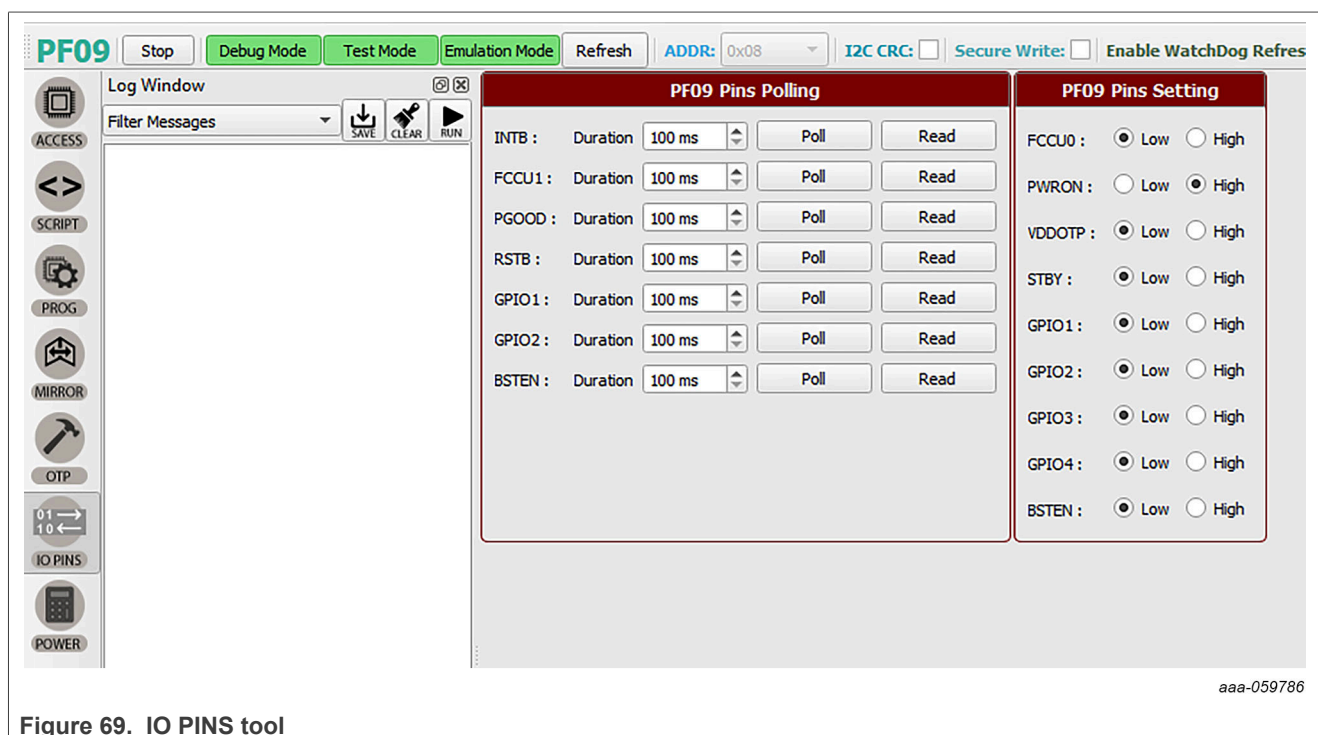 PF09 Stop Debug Mode Test Mode Emulation Mode Refresh ADDR: 0x08 I2C CRC: Secure Write: Enable WatchDog Refres
ACCESS
SCRIPT
PROG
MIRROR
OTP
01
10
IO PINS
POWER
Log Window
Filter Messages SAVE CLEAR RUN
PF09 Pins Polling
INTB : Duration 100 ms Poll Read
FCCU1 : Duration 100 ms Poll Read
PGOOD : Duration 100 ms Poll Read
RSTB : Duration 100 ms Poll Read
GPIO1 : Duration 100 ms Poll Read
GPIO2 : Duration 100 ms Poll Read
BSTEN : Duration 100 ms Poll Read
PF09 Pins Setting
FCCU0 : Low High
PWRON : Low High
VDDOTP : Low High
STBY : Low High
GPIO1 : Low High
GPIO2 : Low High
GPIO3 : Low High
GPIO4 : Low High
BSTEN : Low High
aaa-059786
Figure 69. IO PINS tool